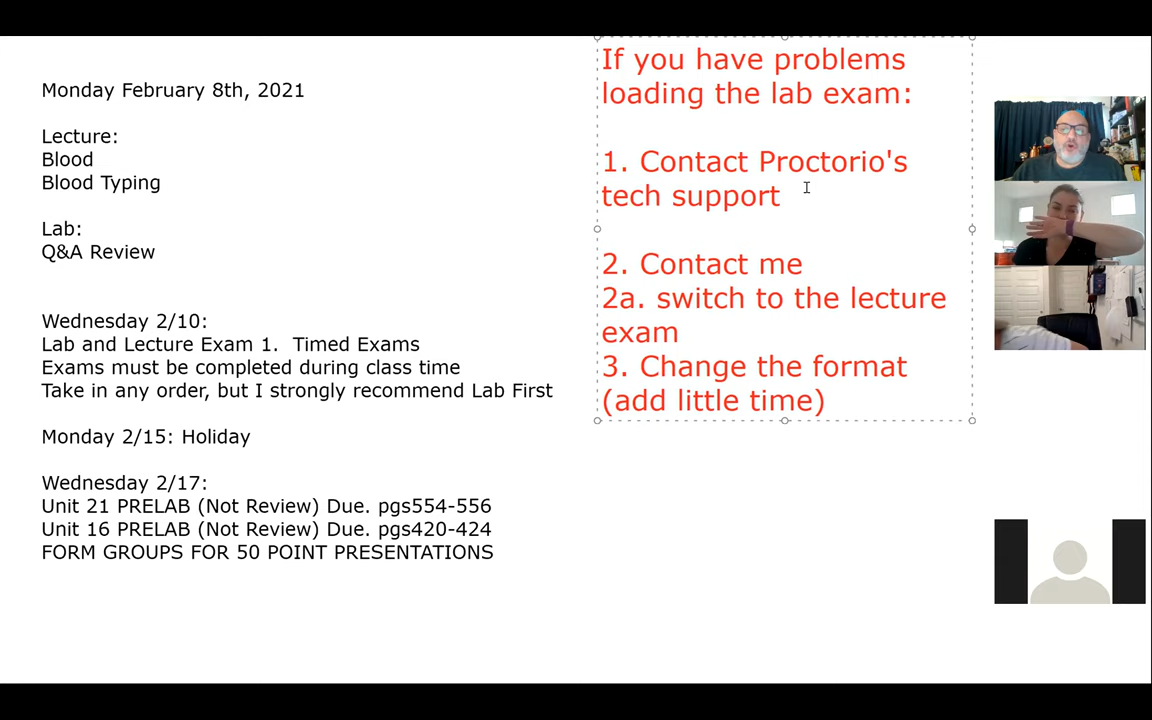 Monday February 8th, 2021
Lecture:
Blood
Blood Typing
Lab:
Q&A Review
Wednesday 2/10:
Lab and Lecture Exam 1.  Timed Exams
Exams must be completed during class time
Take in any order, but I strongly recommend Lab First
Monday 2/15: Holiday
Wednesday 2/17:
Unit 21 PRELAB (Not Review) Due. pgs554-556
Unit 16 PRELAB (Not Review) Due. pgs420-424
FORM GROUPS FOR 50 POINT PRESENTATIONS
If you have problems
loading the lab exam:
1. Contact Proctorio's
tech support
2. Contact me
2a. switch to the lecture
exam
3. Change the format
(add little time)